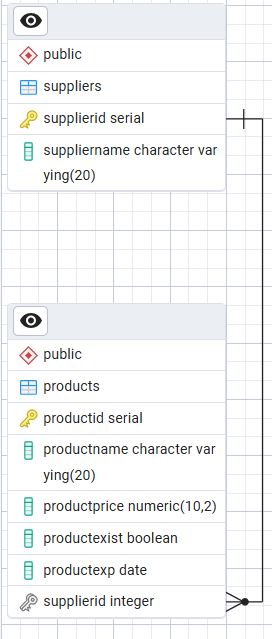 public
suppliers
supplierid serial
suppliername character var
ying(20)
public
products
productid serial
productname character var
ying(20)
productprice numeric(10,2)
productexist boolean
productexp date
supplierid integer